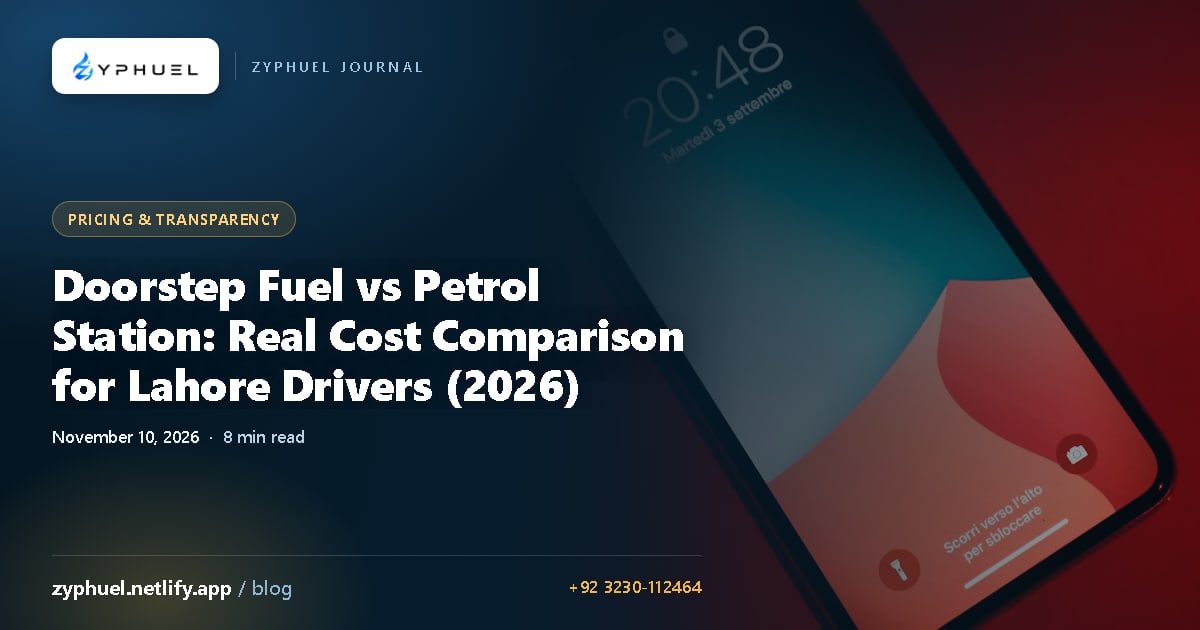 ZYPHUEL
ZYPHUEL JOURNAL
PRICING & TRANSPARENCY
Doorstep Fuel vs Petrol
Station: Real Cost Comparison
for Lahore Drivers (2026)
November 10, 2026 · 8 min read
zyphuel.netlify.app / blog
+92 3230-112464
20:48
Martedì 3 settembre
Scorri verso l'alto
per sbloccare